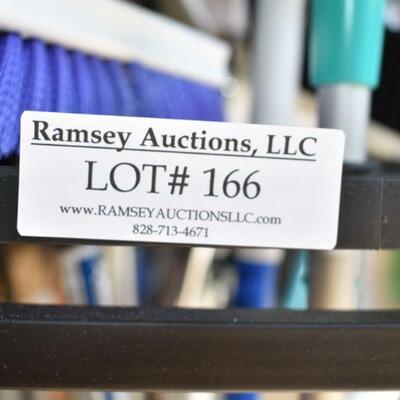 Ramsey Auctions, LLC
LOT# 166
www.RAMSEYAUCTIONSLLC.com
828-713-4671